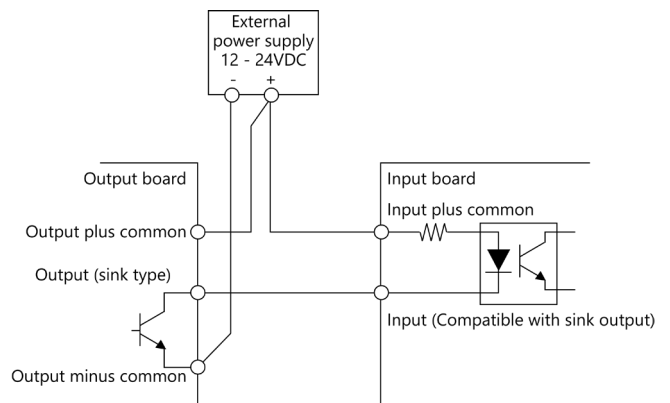 External
power supply
12 - 24VDC
- +
Output board
Input board
Input plus common
Output plus common
Output (sink type)
Input (Compatible with sink output)
Output minus common